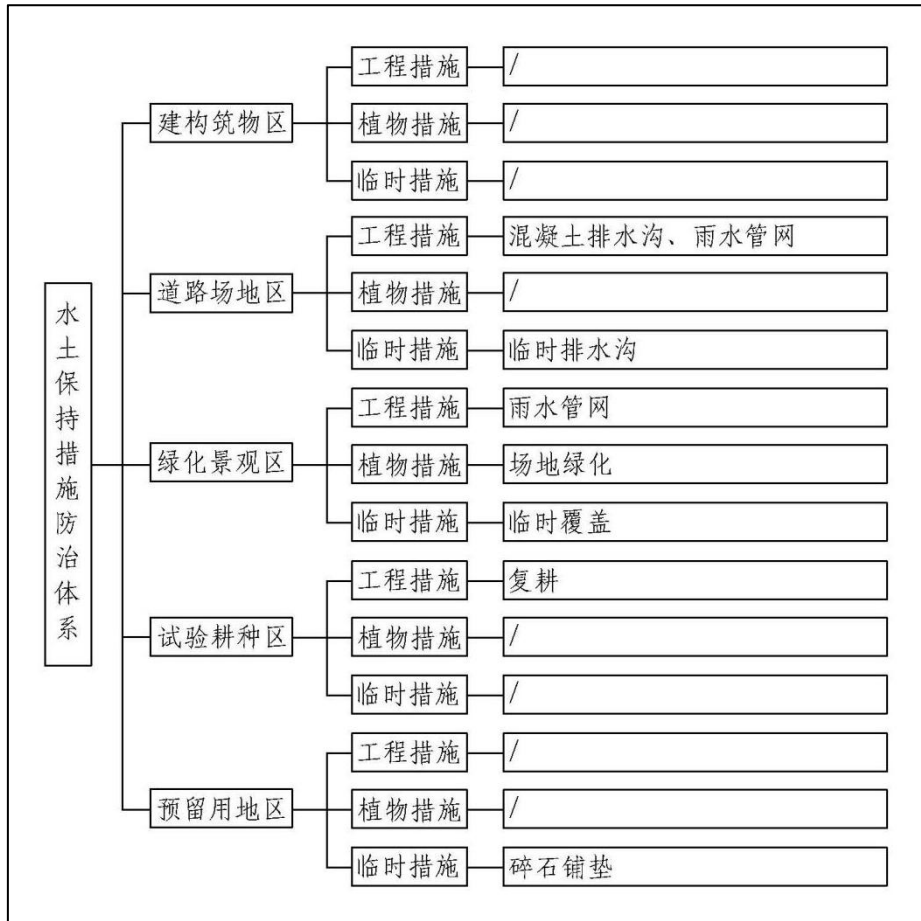 水土保持措施防治体系
建构筑物区
工程措施
/
植物措施
/
临时措施
/
道路场地区
工程措施
混凝土排水沟、雨水管网
植物措施
/
临时措施
临时排水沟
绿化景观区
工程措施
雨水管网
植物措施
场地绿化
临时措施
临时覆盖
试验耕种区
工程措施
复耕
植物措施
/
临时措施
/
预留用地区
工程措施
/
植物措施
/
临时措施
碎石铺垫